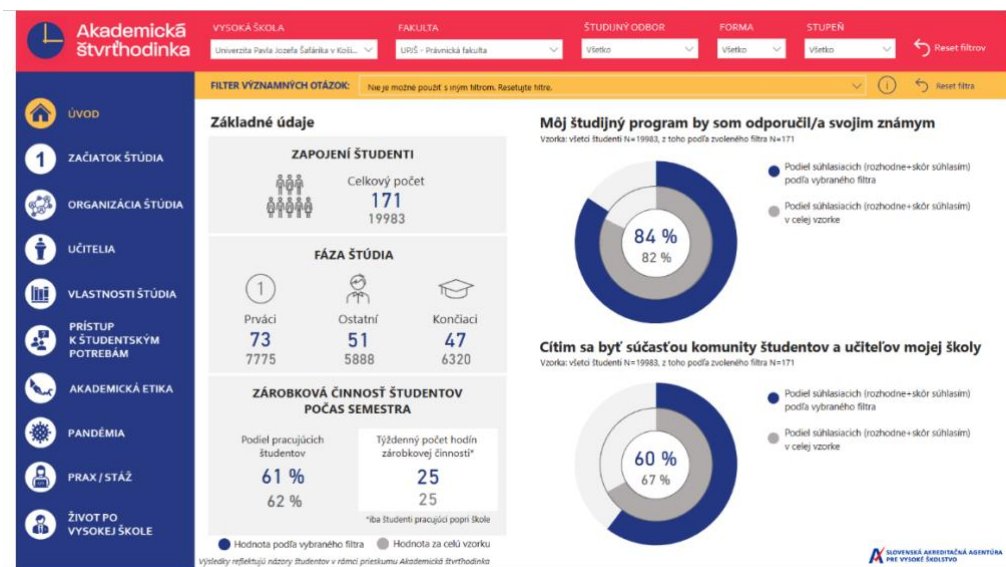 Akademická
štvrťhodinka
VYSOKÁ ŠKOLA
Univerzita Pavla Jozefa Šafárika v Koši...
FAKULTA
UPJŠ - Právnická fakulta
ŠTUDIJNÝ ODBOR
Všetko
FORMA
Všetko
STUPEŇ
Všetko
Reset filtrov
FILTER VÝZNAMNÝCH OTÁZOK:
Nie je možné použiť s iným filtrom. Resetujte filtre.
Reset filtra
ÚVOD
1
ZAČIATOK ŠTÚDIA
ORGANIZÁCIA ŠTÚDIA
UČITELIA
VLASTNOSTI ŠTÚDIA
PRÍSTUP
K ŠTUDENTSKÝM
POTREBÁM
AKADEMICKÁ ETIKA
PANDÉMIA
PRAX / STÁŽ
ŽIVOT PO
VYSOKEJ ŠKOLE
Základné údaje
ZAPOJENÍ ŠTUDENTI
Celkový počet
171
19983
FÁZA ŠTÚDIA
1
Prváci
73
7775
Ostatní
51
5888
Končiaci
47
6320
ZÁROBKOVÁ ČINNOSŤ ŠTUDENTOV
POČAS SEMESTRA
Podiel pracujúcich
študentov
61 %
62 %
Týždenný počet hodín
zárobkovej činnosti*
25
25
*iba študenti pracujúci popri škole
Hodnota podľa vybraného filtra
Hodnota za celú vzorku
Výsledky reflektujú názory študentov v rámci prieskumu Akademická štvrťhodinka
Môj študijný program by som odporučil/a svojim známym
Vzorka: všetci študenti N=19983, z toho podľa zvoleného filtra N=171
84 %
82 %
Podiel súhlasiacich (rozhodne+skôr súhlasím)
podľa vybraného filtra
Podiel súhlasiacich (rozhodne+skôr súhlasím)
v celej vzorke
Cítim sa byť súčasťou komunity študentov a učiteľov mojej školy
Vzorka: všetci študenti N=19983, z toho podľa zvoleného filtra N=171
60 %
67 %
Podiel súhlasiacich (rozhodne+skôr súhlasím)
podľa vybraného filtra
Podiel súhlasiacich (rozhodne+skôr súhlasím)
v celej vzorke
SLOVENSKÁ AKREDITAČNÁ AGENTÚRA
PRE VYSOKÉ ŠKOLSTVO